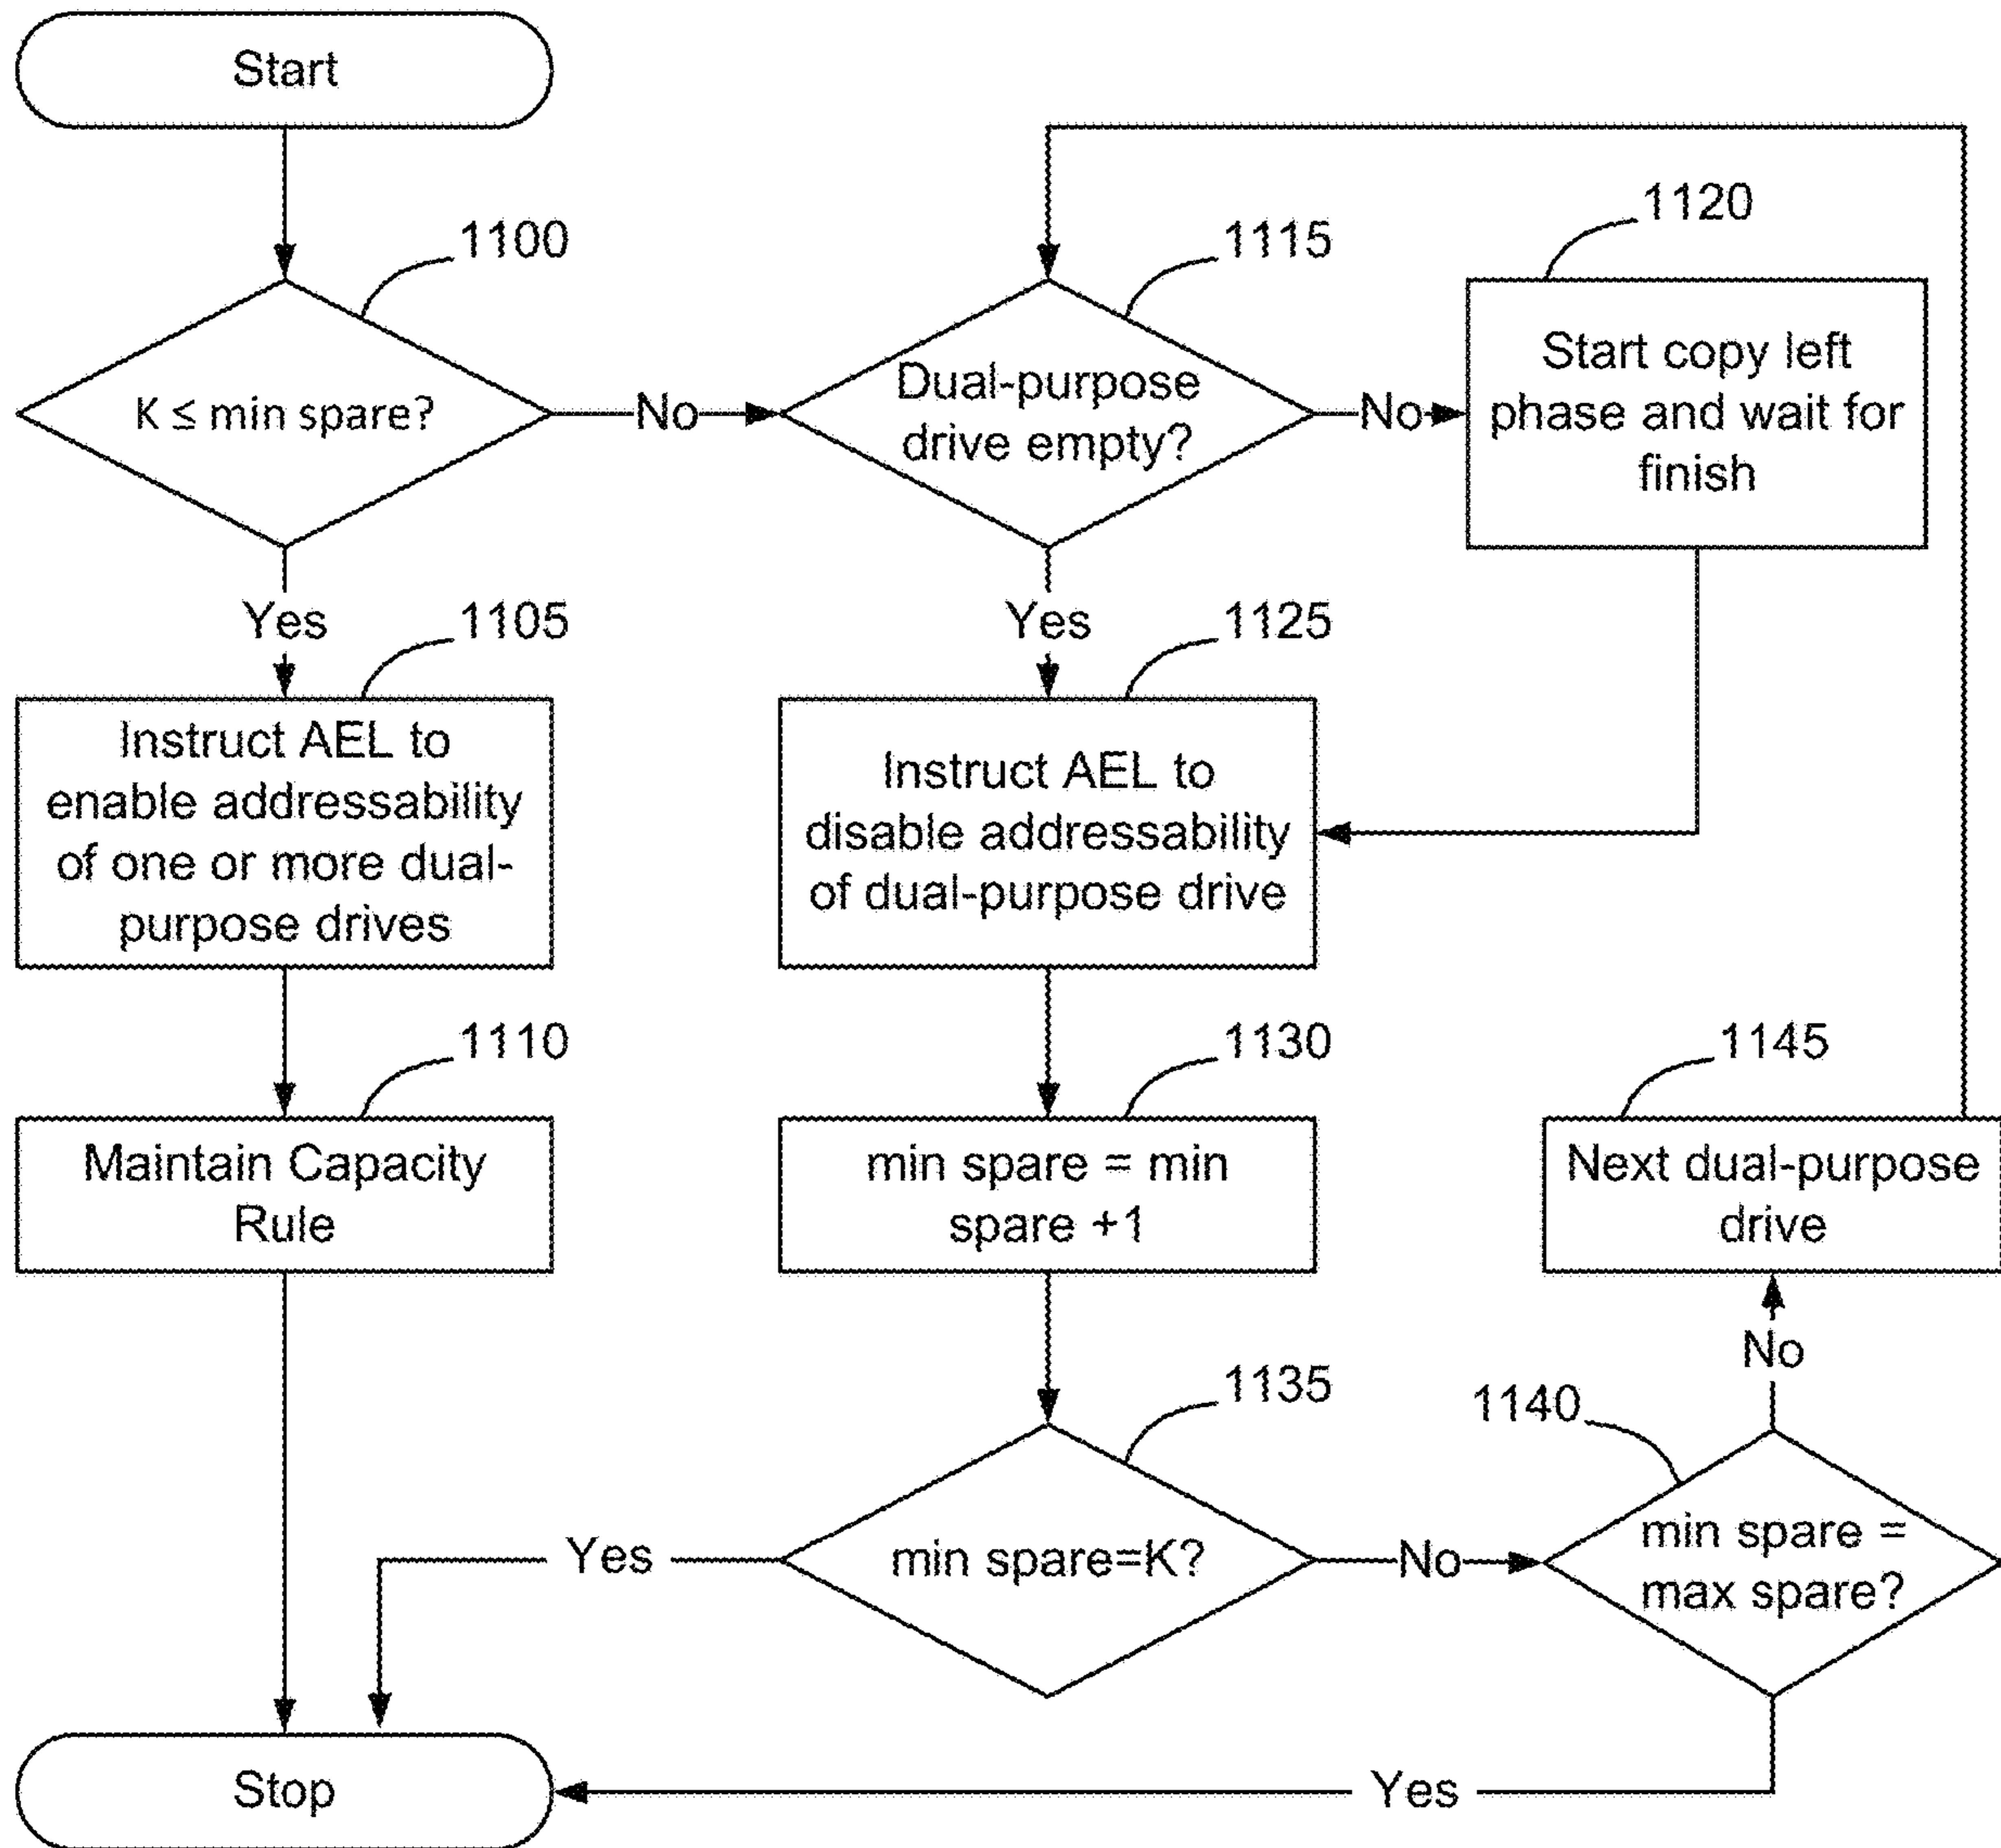 Start
1100
K ≤ min spare?
No
Yes
1105
Instruct AEL to
enable addressability
of one or more dual-
purpose drives
1110
Maintain Capacity
Rule
1115
Dual-purpose
drive empty?
No
1120
Start copy left
phase and wait for
finish
Yes
1125
Instruct AEL to
disable addressability
of dual-purpose drive
1130
min spare = min
spare +1
1135
min spare=K?
Yes
No
1140
min spare =
max spare?
No
1145
Next dual-purpose
drive
Yes
Stop